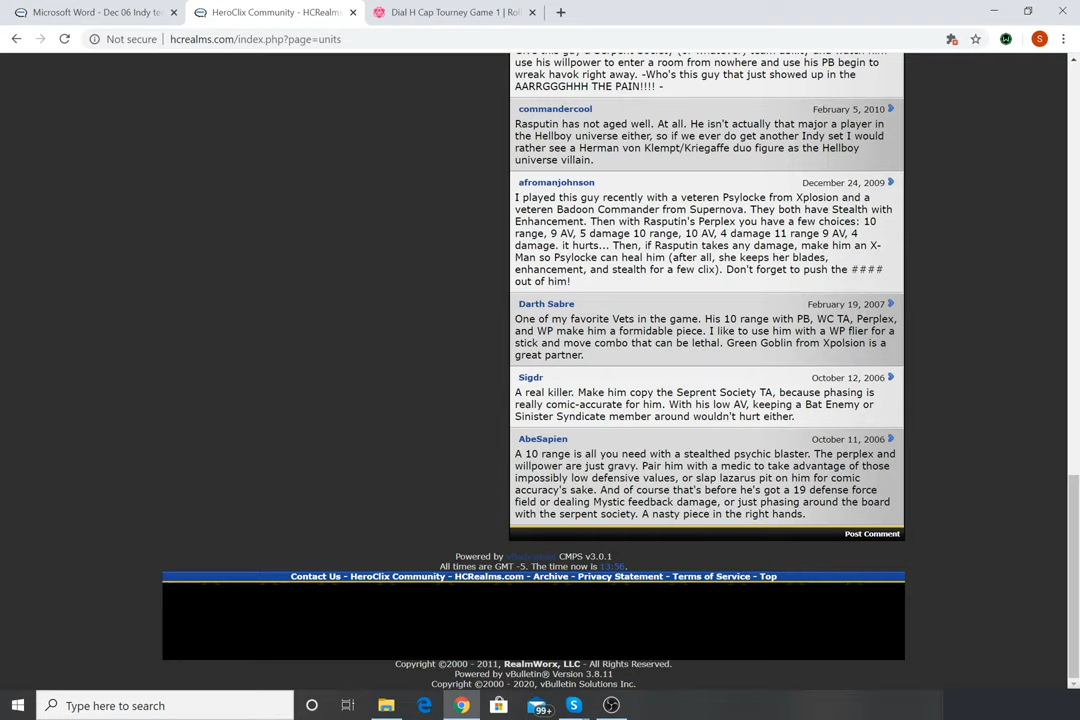 Microsoft Word - Dec 06 Indy te
HeroClix Community - HCRealms
Dial H Cap Tourney Game 1 | Rol
Not secure | hcrealms.com/index.php?page=units
S
use his willpower to enter a room from nowhere and use his PB begin to
wreak havok right away. -Who's this guy that just showed up in the
AARRGGGHHH THE PAIN!!!! -
commandercool February 5, 2010
Rasputin has not aged well. At all. He isn't actually that major a player in
the Hellboy universe either, so if we ever do get another Indy set I would
rather see a Herman von Klempt/Kriegaffe duo figure as the Hellboy
universe villain.
afromanjohnson December 24, 2009
I played this guy recently with a veteren Psylocke from Xplosion and a
veteren Badoon Commander from Supernova. They both have Stealth with
Enhancement. Then with Rasputin's Perplex you have a few choices: 10
range, 9 AV, 5 damage 10 range, 10 AV, 4 damage 11 range 9 AV, 4
damage. it hurts... Then, if Rasputin takes any damage, make him an X-
Man so Psylocke can heal him (after all, she keeps her blades,
enhancement, and stealth for a few clix). Don't forget to push the ####
out of him!
Darth Sabre February 19, 2007
One of my favorite Vets in the game. His 10 range with PB, WC TA, Perplex,
and WP make him a formidable piece. I like to use him with a WP flier for a
stick and move combo that can be lethal. Green Goblin from Xpolsion is a
great partner.
Sigdr October 12, 2006
A real killer. Make him copy the Seprent Society TA, because phasing is
really comic-accurate for him. With his low AV, keeping a Bat Enemy or
Sinister Syndicate member around wouldn't hurt either.
AbeSapien October 11, 2006
A 10 range is all you need with a stealthed psychic blaster. The perplex and
willpower are just gravy. Pair him with a medic to take advantage of those
impossibly low defensive values, or slap lazarus pit on him for comic
accuracy's sake. And of course that's before he's got a 19 defense force
field or dealing Mystic feedback damage, or just phasing around the board
with the serpent society. A nasty piece in the right hands.
Post Comment
Powered by vBadvanced CMPS v3.0.1
All times are GMT -5. The time now is 13:56.
Contact Us - HeroClix Community - HCRealms.com - Archive - Privacy Statement - Terms of Service - Top
Copyright ©2000 - 2011, RealmWorx, LLC - All Rights Reserved.
Powered by vBulletin® Version 3.8.11
Copyright ©2000 - 2020, vBulletin Solutions Inc.
Type here to search
99+